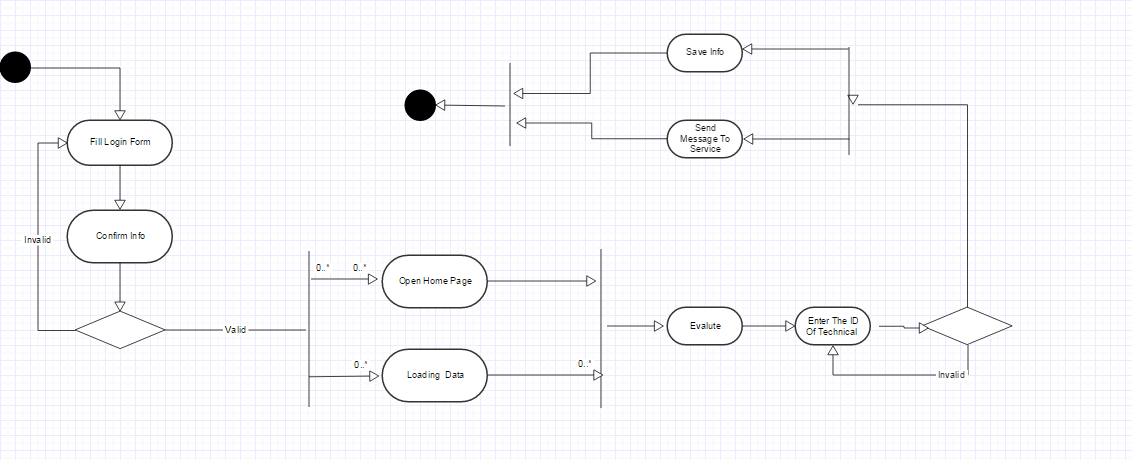 Save Info
Send
Message To
Service
Fill Login Form
Confirm Info
Invalid
0..*
0..*
Open Home Page
Valid
Evalute
Enter The ID
Of Technical
0..*
Loading Data
0..*
Invalid